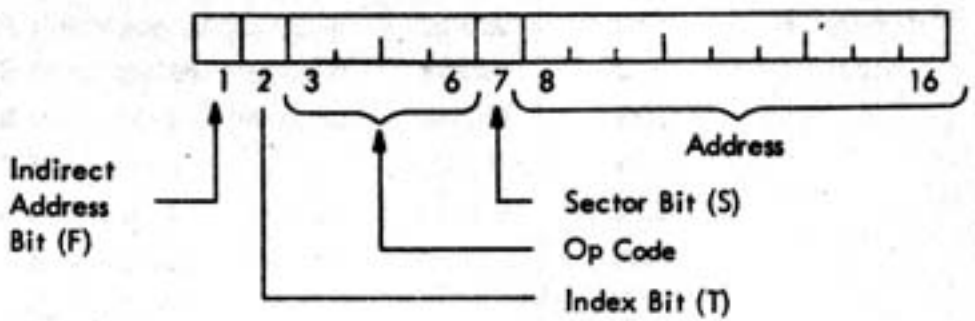 1 2 3 6 7 8 16
Address
Indirect
Address
Bit (F)
Sector Bit (S)
Op Code
Index Bit (T)